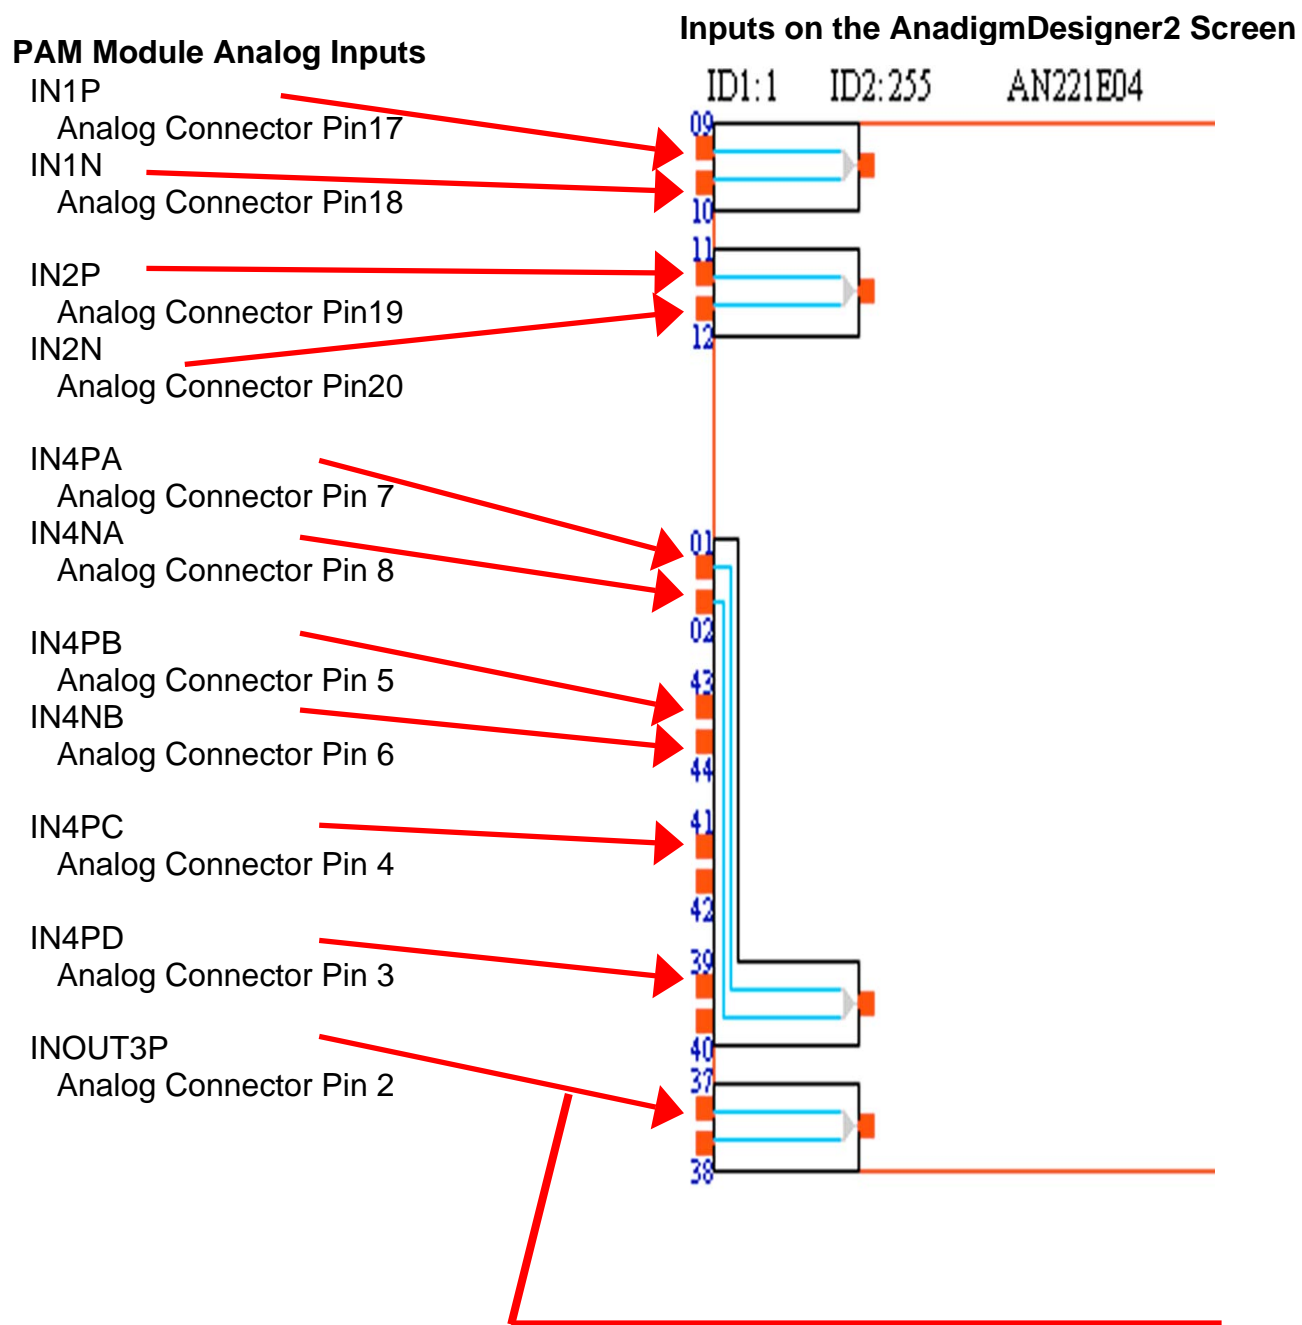 PAM Module Analog Inputs
IN1P
Analog Connector Pin17
IN1N
Analog Connector Pin18
IN2P
Analog Connector Pin19
IN2N
Analog Connector Pin20
IN4PA
Analog Connector Pin 7
IN4NA
Analog Connector Pin 8
IN4PB
Analog Connector Pin 5
IN4NB
Analog Connector Pin 6
IN4PC
Analog Connector Pin 4
IN4PD
Analog Connector Pin 3
INOUT3P
Analog Connector Pin 2
Inputs on the AnadigmDesigner2 Screen
ID1:1 ID2:255 AN221E04
09
10
11
12
01
02
43
44
41
42
39
40
37
38